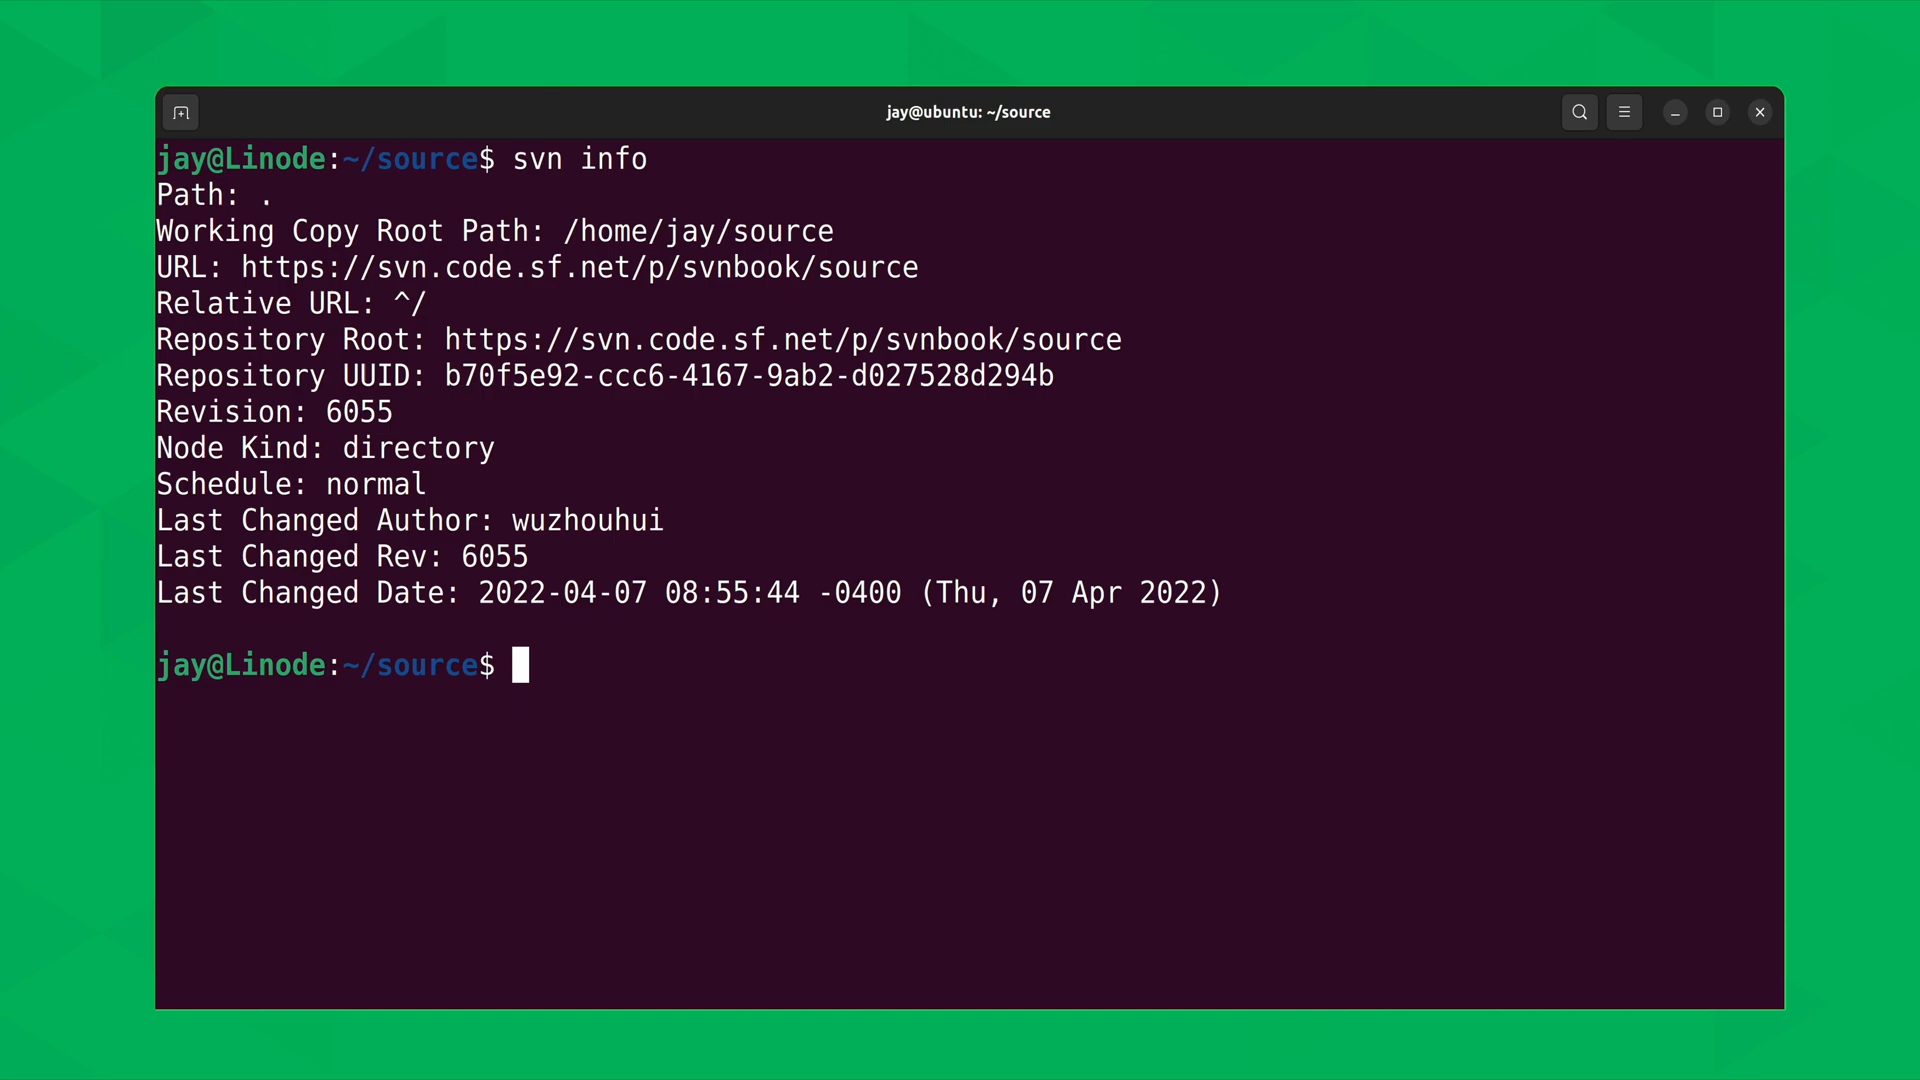 jay@ubuntu: ~/source
jay@Linode:~/source$ svn info
Path: .
Working Copy Root Path: /home/jay/source
URL: https://svn.code.sf.net/p/svnbook/source
Relative URL: ^/
Repository Root: https://svn.code.sf.net/p/svnbook/source
Repository UUID: b70f5e92-ccc6-4167-9ab2-d027528d294b
Revision: 6055
Node Kind: directory
Schedule: normal
Last Changed Author: wuzhouhui
Last Changed Rev: 6055
Last Changed Date: 2022-04-07 08:55:44 -0400 (Thu, 07 Apr 2022)
jay@Linode:~/source$